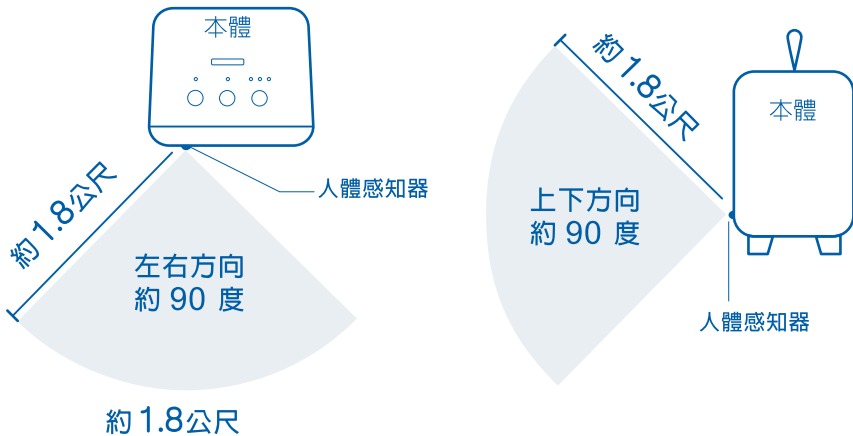 本體
人體感知器
約1.8公尺
左右方向
約 90 度
約1.8公尺
約1.8公尺
本體
上下方向
約 90 度
人體感知器